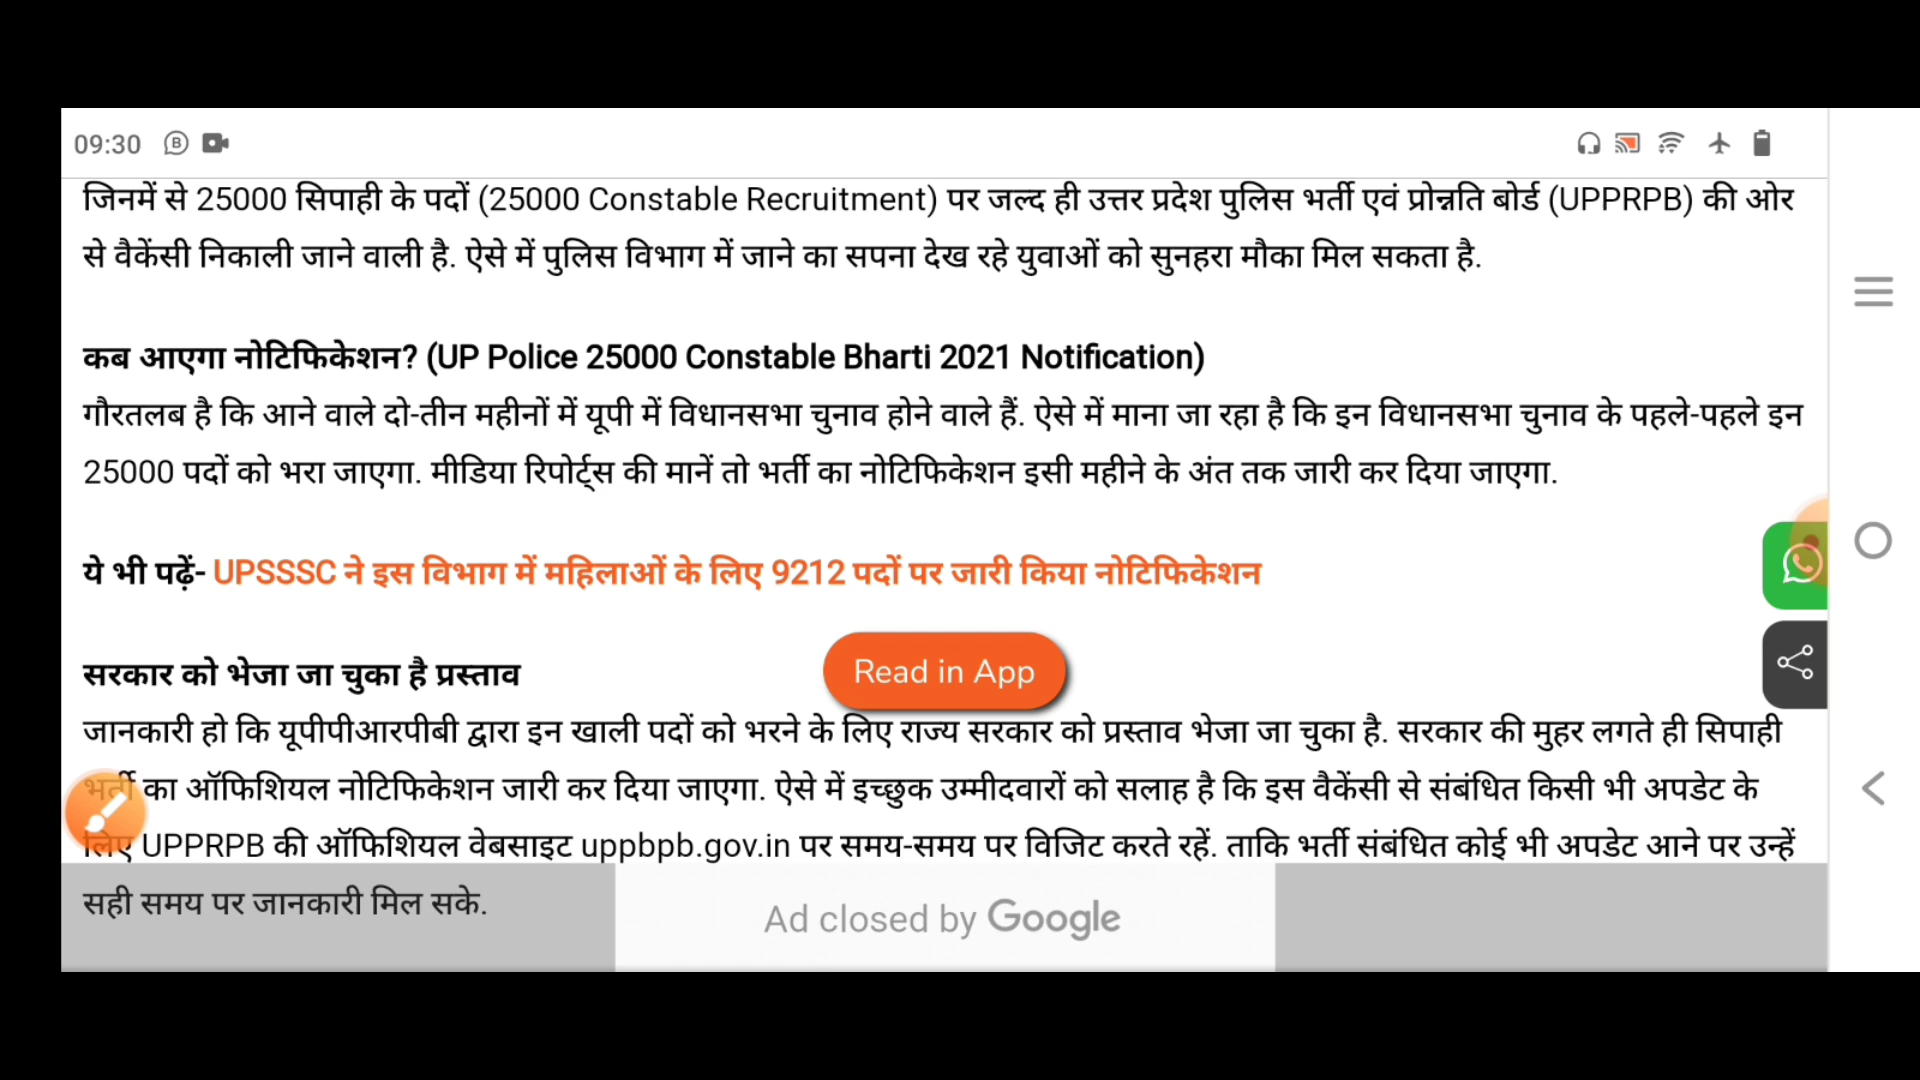 09:30
जिनमें से 25000 सिपाही के पदों (25000 Constable Recruitment) पर जल्द ही उत्तर प्रदेश पुलिस भर्ती एवं प्रोन्नति बोर्ड (UPPRPB) की ओर
से वैकेंसी निकाली जाने वाली है. ऐसे में पुलिस विभाग में जाने का सपना देख रहे युवाओं को सुनहरा मौका मिल सकता है.
कब आएगा नोटिफिकेशन? (UP Police 25000 Constable Bharti 2021 Notification)
गौरतलब है कि आने वाले दो-तीन महीनों में यूपी में विधानसभा चुनाव होने वाले हैं. ऐसे में माना जा रहा है कि इन विधानसभा चुनाव के पहले-पहले इन
25000 पदों को भरा जाएगा. मीडिया रिपोर्ट्स की मानें तो भर्ती का नोटिफिकेशन इसी महीने के अंत तक जारी कर दिया जाएगा.
ये भी पढ़ें- UPSSSC ने इस विभाग में महिलाओं के लिए 9212 पदों पर जारी किया नोटिफिकेशन
सरकार को भेजा जा चुका है प्रस्ताव
Read in App
जानकारी हो कि यूपीपीआरपीबी द्वारा इन खाली पदों को भरने के लिए राज्य सरकार को प्रस्ताव भेजा जा चुका है. सरकार की मुहर लगते ही सिपाही
भर्ती का ऑफिशियल नोटिफिकेशन जारी कर दिया जाएगा. ऐसे में इच्छुक उम्मीदवारों को सलाह है कि इस वैकेंसी से संबंधित किसी भी अपडेट के
लिए UPPRPB की ऑफिशियल वेबसाइट uppbpb.gov.in पर समय-समय पर विजिट करते रहें. ताकि भर्ती संबंधित कोई भी अपडेट आने पर उन्हें
सही समय पर जानकारी मिल सके.
Ad closed by Google